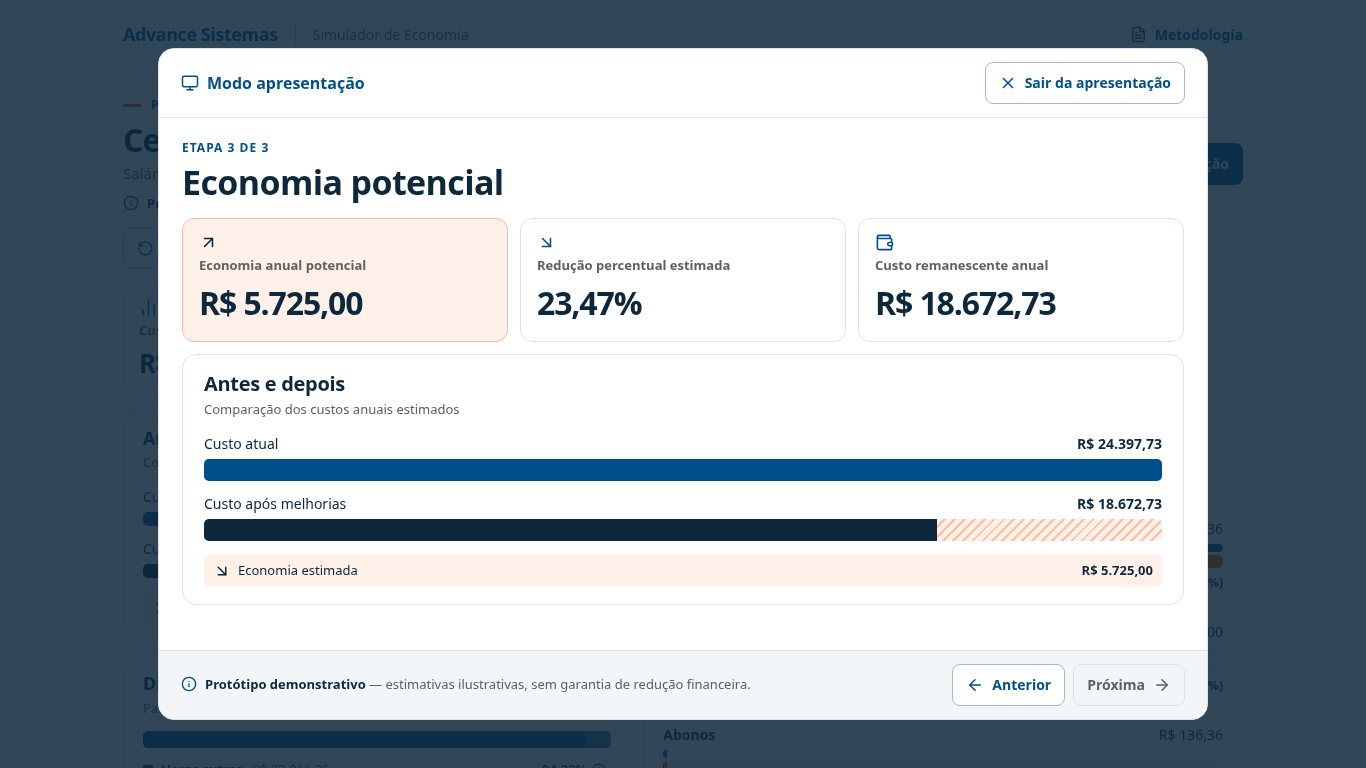 Advance Sistemas
Simulador de Economia
Metodologia
Modo apresentação
Sair da apresentação
ETAPA 3 DE 3
Economia potencial
Economia anual potencial
R$ 5.725,00
Redução percentual estimada
23,47%
Custo remanescente anual
R$ 18.672,73
Antes e depois
Comparação dos custos anuais estimados
Custo atual
R$ 24.397,73
Custo após melhorias
R$ 18.672,73
Economia estimada
R$ 5.725,00
Protótipo demonstrativo — estimativas ilustrativas, sem garantia de redução financeira.
Anterior
Próxima
Abonos
R$ 136,36